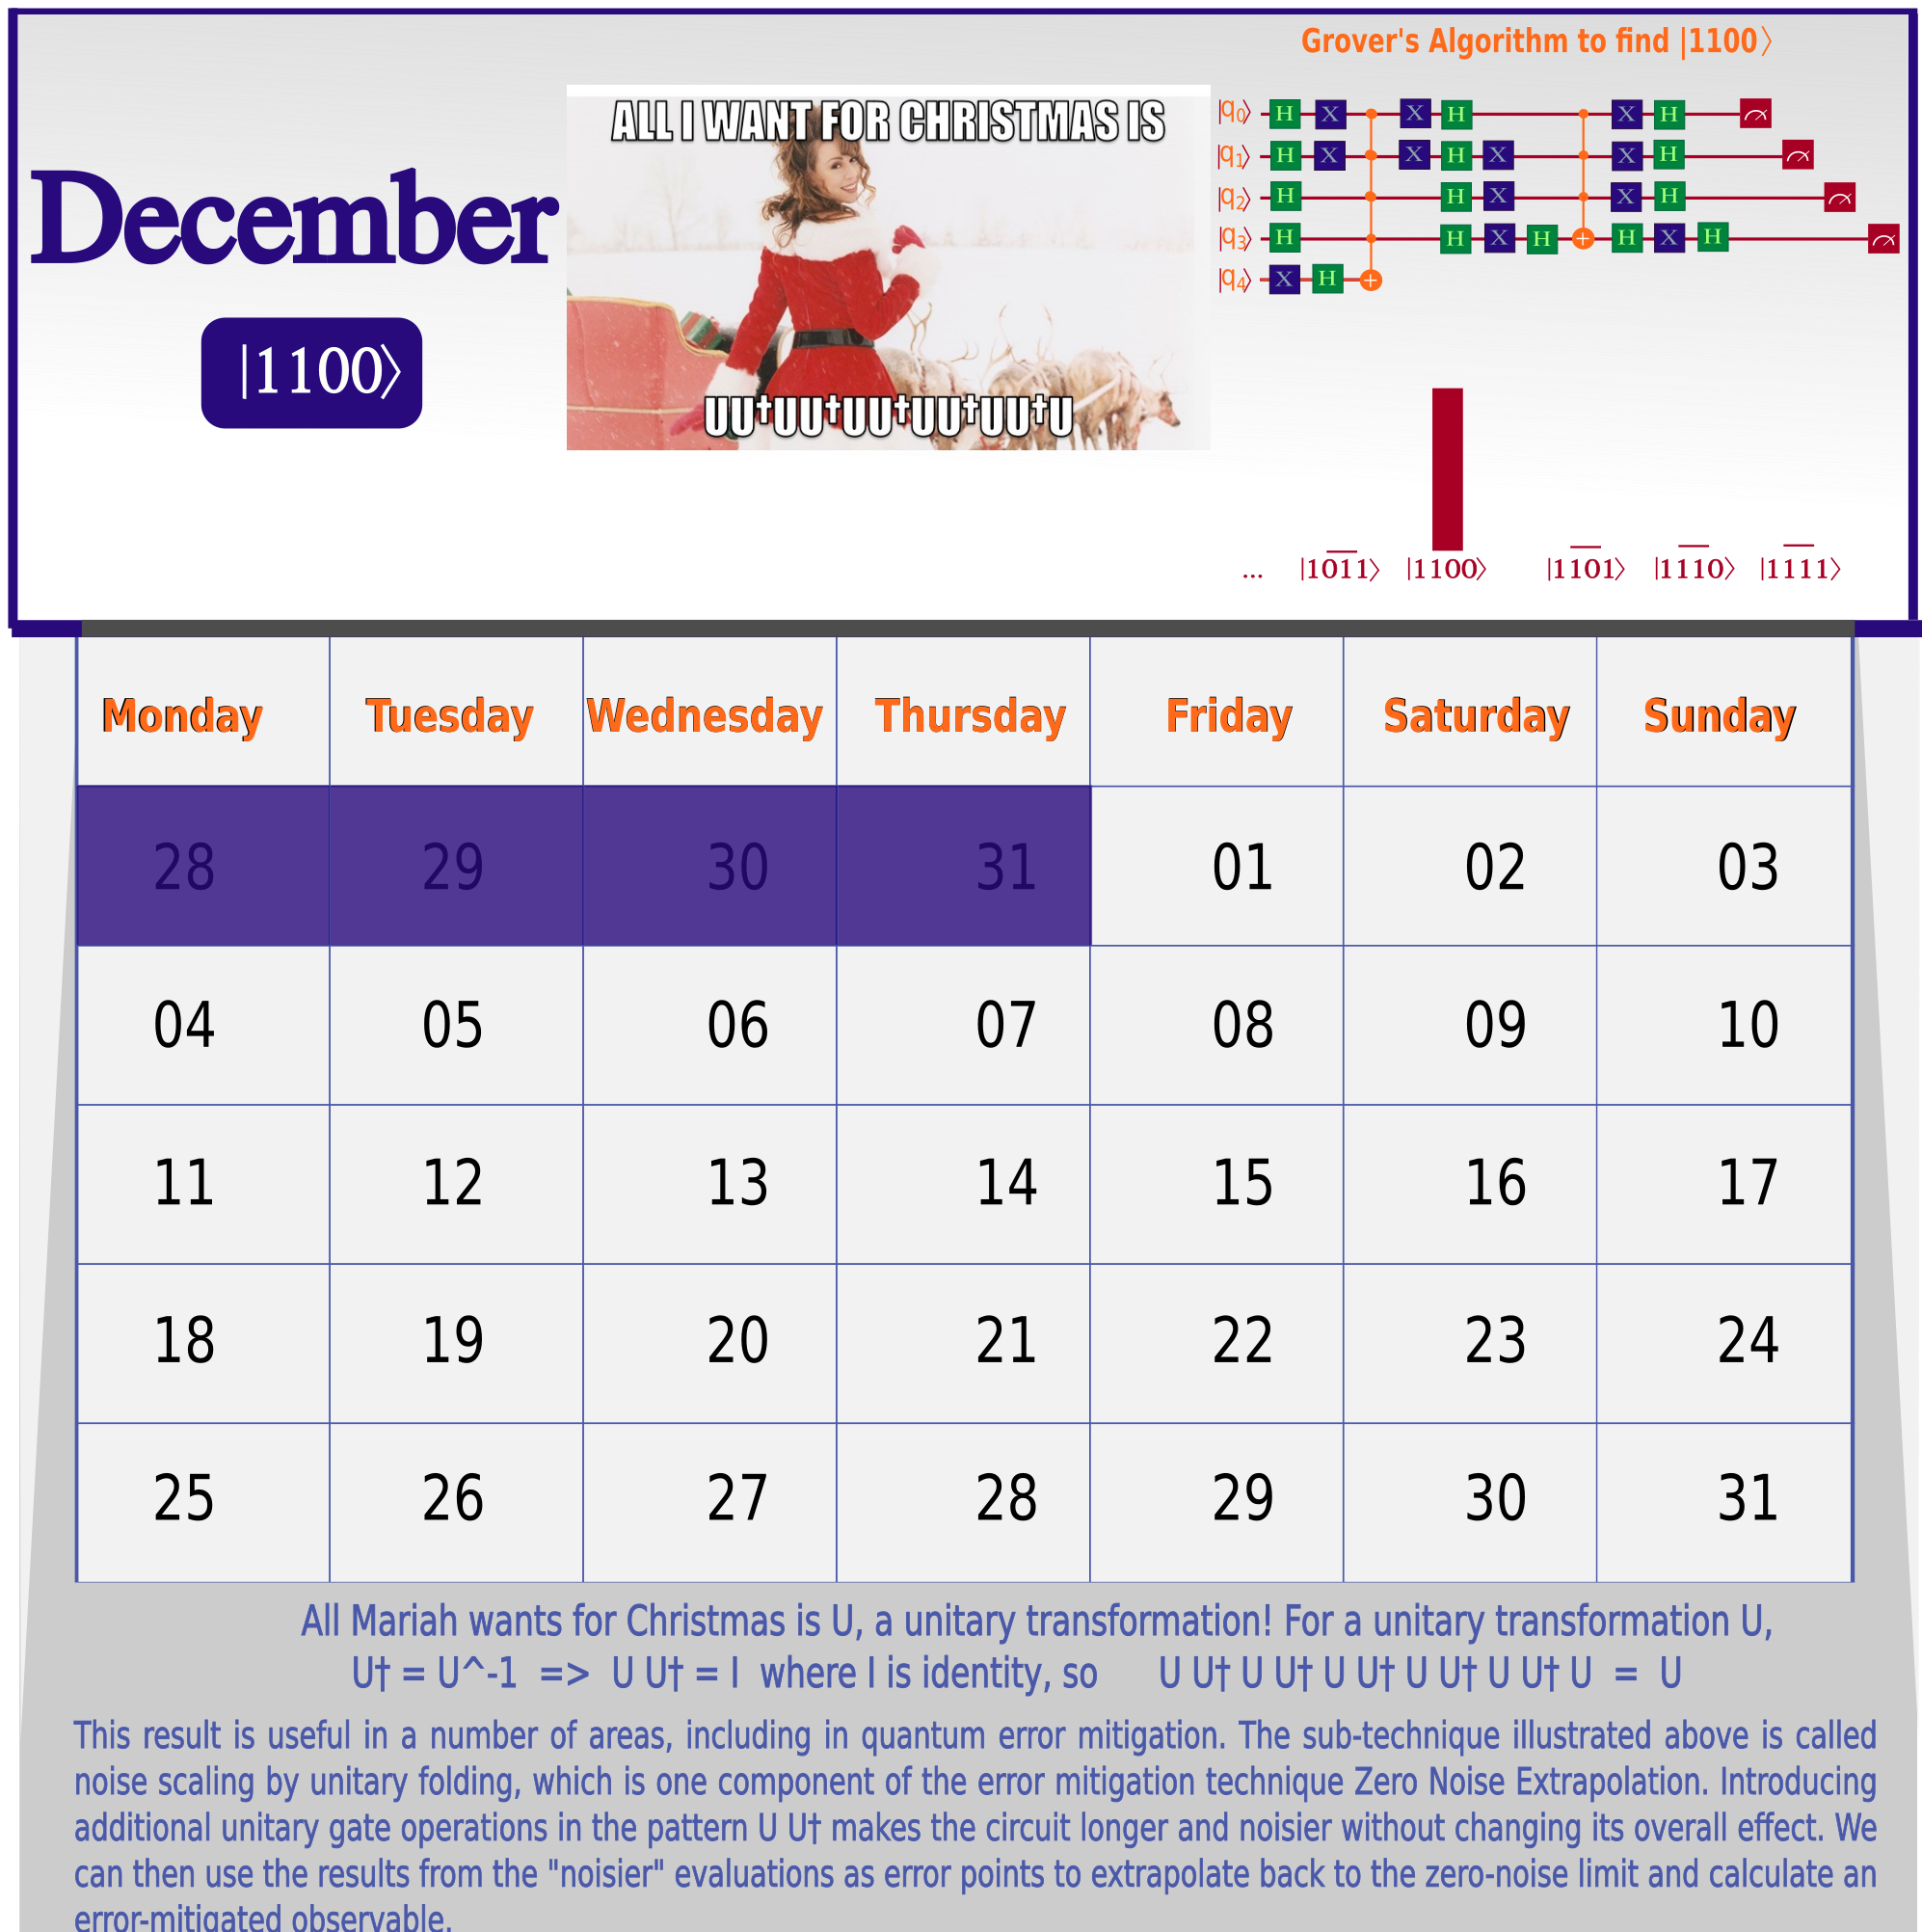 Grover's Algorithm to find |1100⟩
December
|1100⟩
ALL I WANT FOR CHRISTMAS IS
UU†UU†UU†UU†UU†U
|q₀⟩ H X X H X H
|q₁⟩ H X X H X X H
|q₂⟩ H H X X H
|q₃⟩ H H X H + H X H
|q₄⟩ X H +
... |1011⟩ |1100⟩ |1101⟩ |1110⟩ |1111⟩
Monday Tuesday Wednesday Thursday Friday Saturday Sunday
28 29 30 31 01 02 03
04 05 06 07 08 09 10
11 12 13 14 15 16 17
18 19 20 21 22 23 24
25 26 27 28 29 30 31
All Mariah wants for Christmas is U, a unitary transformation! For a unitary transformation U,
U† = U^-1 => U U† = I where I is identity, so U U† U U† U U† U U† U U† U = U
This result is useful in a number of areas, including in quantum error mitigation. The sub-technique illustrated above is called
noise scaling by unitary folding, which is one component of the error mitigation technique Zero Noise Extrapolation. Introducing
additional unitary gate operations in the pattern U U† makes the circuit longer and noisier without changing its overall effect. We
can then use the results from the "noisier" evaluations as error points to extrapolate back to the zero-noise limit and calculate an
error-mitigated observable.